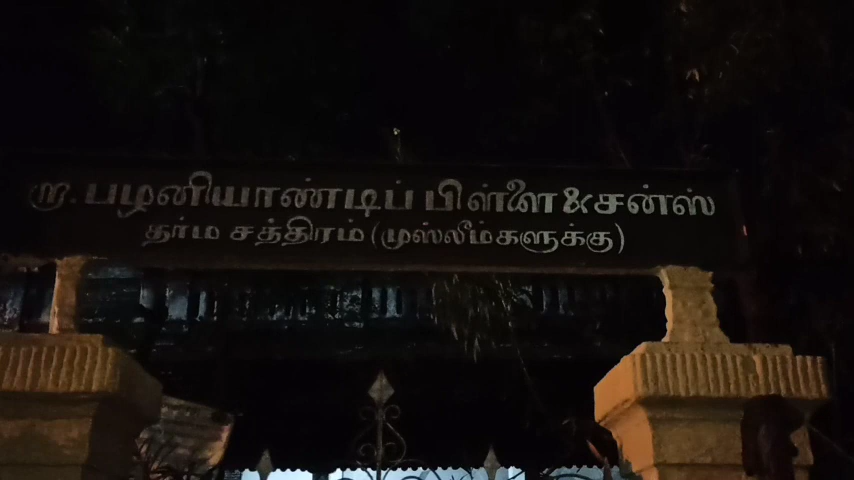 று. பழனியாண்டிப் பிள்ளை & சன்ஸ்
தர்ம சத்திரம் (முஸ்லீம்களுக்கு)